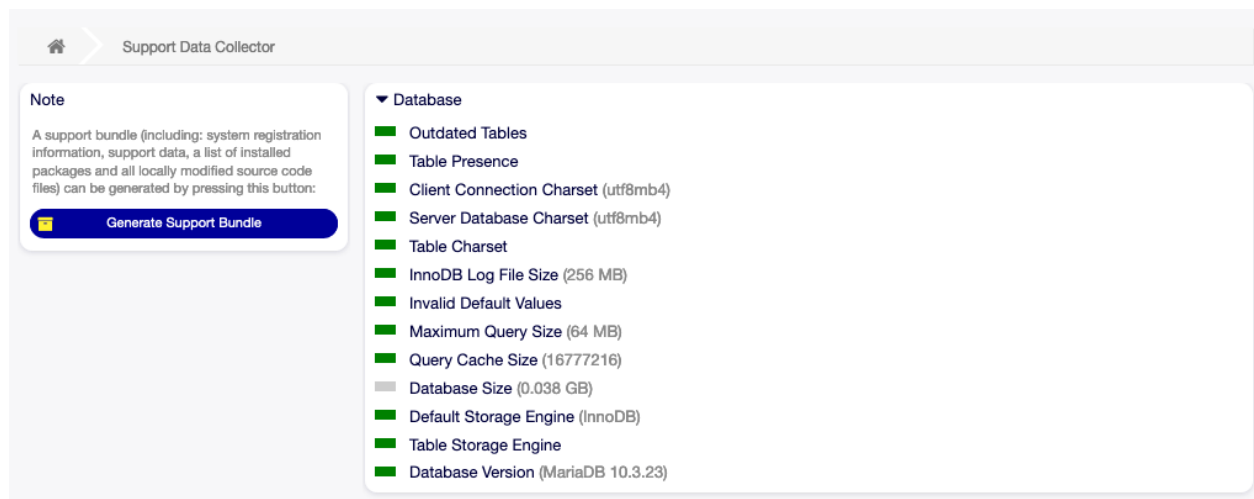 Support Data Collector
Note
A support bundle (including: system registration
information, support data, a list of installed
packages and all locally modified source code
files) can be generated by pressing this button:
Generate Support Bundle
Database
Outdated Tables
Table Presence
Client Connection Charset (utf8mb4)
Server Database Charset (utf8mb4)
Table Charset
InnoDB Log File Size (256 MB)
Invalid Default Values
Maximum Query Size (64 MB)
Query Cache Size (16777216)
Database Size (0.038 GB)
Default Storage Engine (InnoDB)
Table Storage Engine
Database Version (MariaDB 10.3.23)